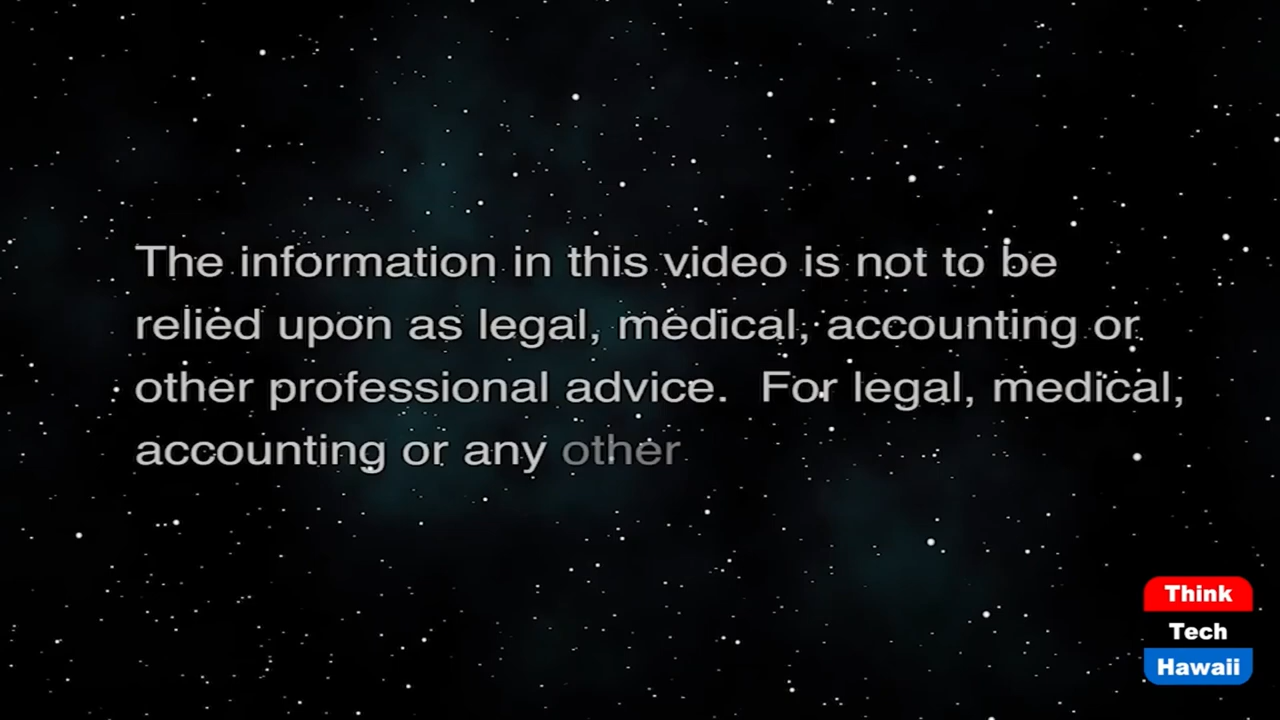 The information in this video is not to be
relied upon as legal, medical, accounting or
other professional advice.  For legal, medical,
accounting or any other
Think
Tech
Hawaii